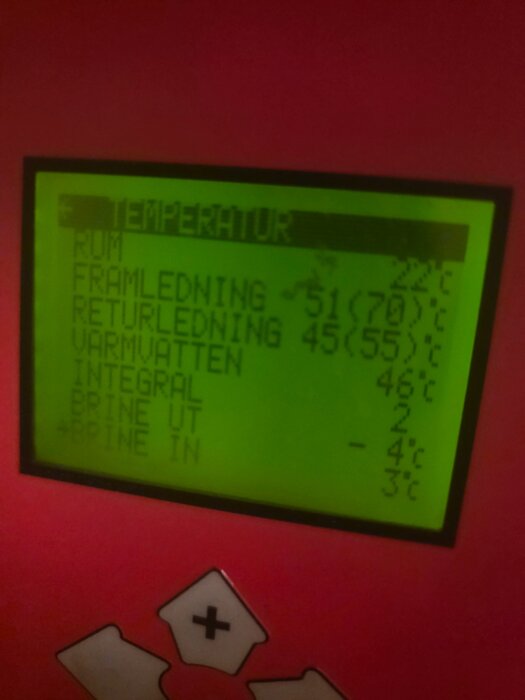 TEMPERATUR
RUM 22°C
FRAMLEDNING 51(70)°C
RETURLEDNING 45(55)°C
VARMVATTEN 46°C
INTEGRAL 2
BRINE UT - 4°C
BRINE IN 3°C
+